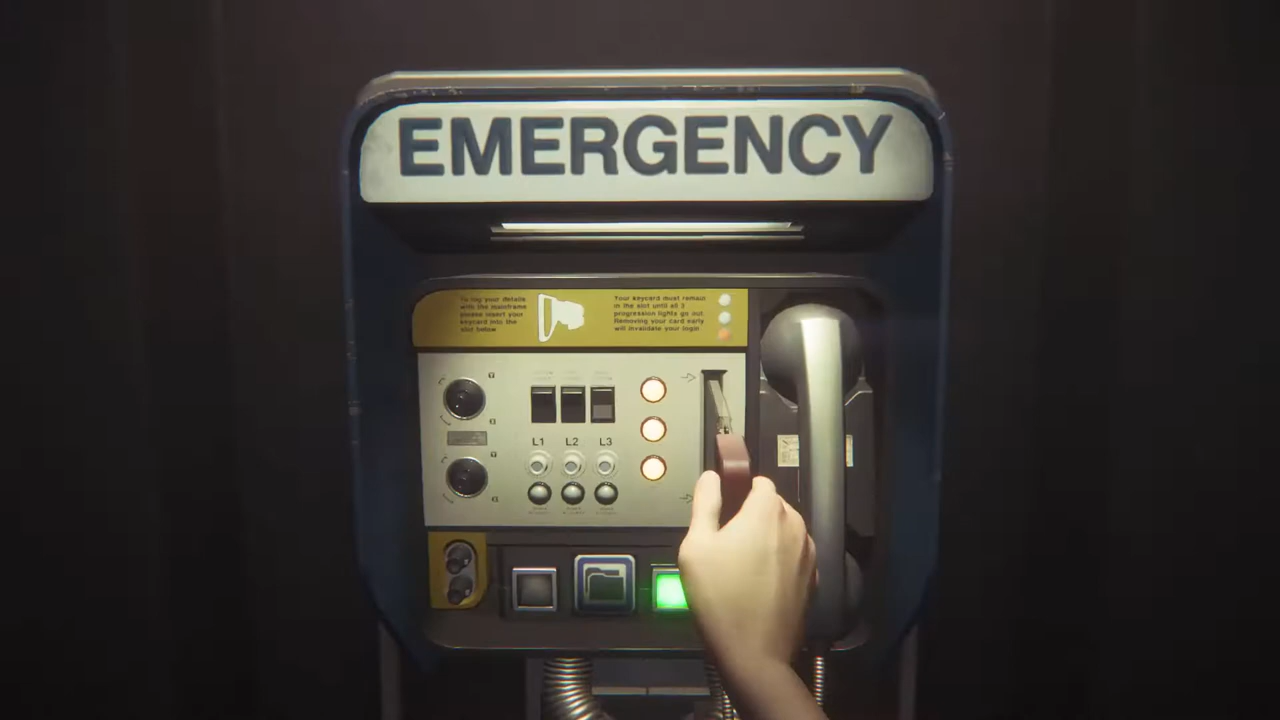 EMERGENCY
To log your details
with the mainframe
please insert your
keycard into the
slot below
Your keycard must remain
in the slot until all 3
progression lights go out.
Removing your card early
will invalidate your login
L1 L2 L3